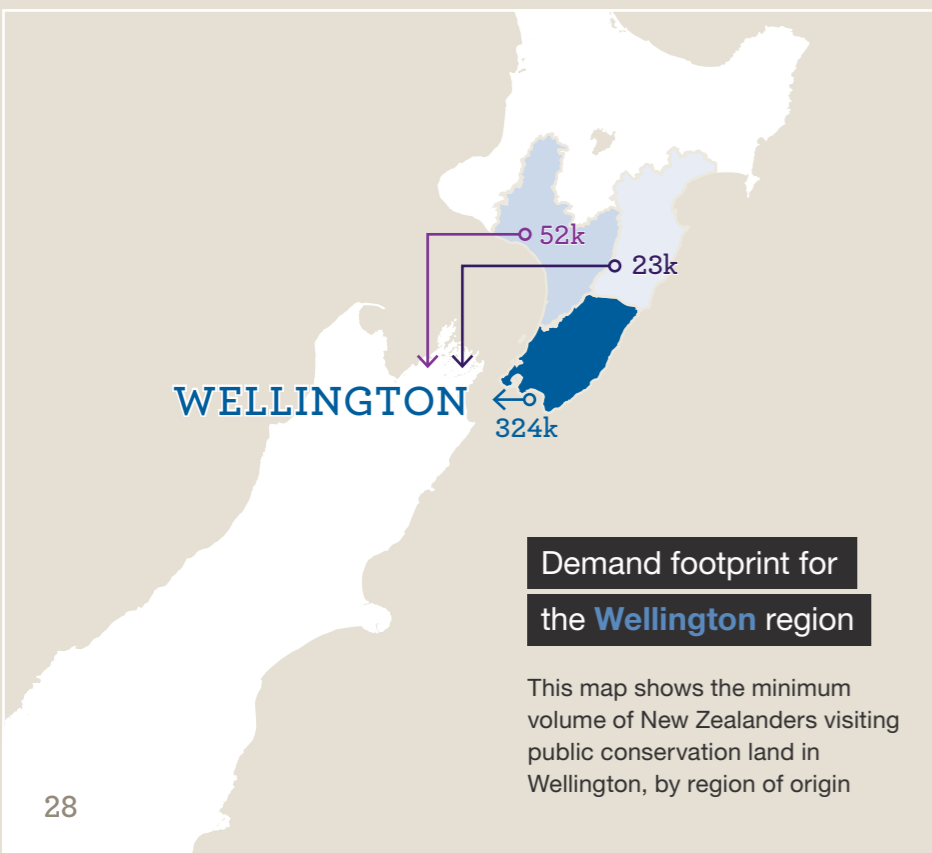 52k
23k
WELLINGTON
324k
Demand footprint for
the Wellington region
This map shows the minimum
volume of New Zealanders visiting
public conservation land in
Wellington, by region of origin
28